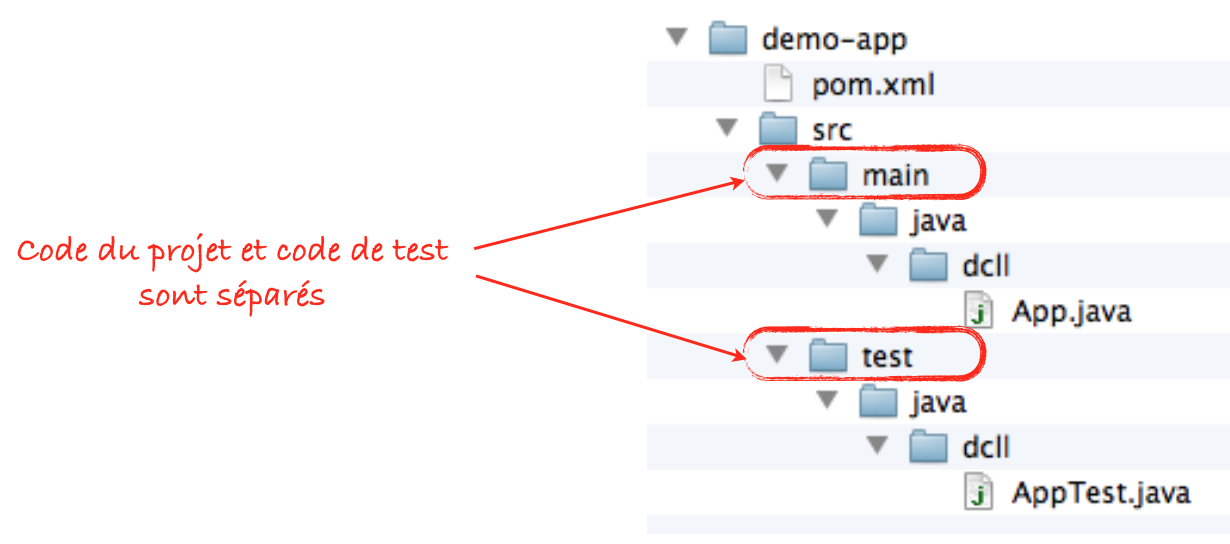 demo-app
pom.xml
src
main
java
dcll
App.java
test
java
dcll
AppTest.java
Code du projet et code de test
sont séparés